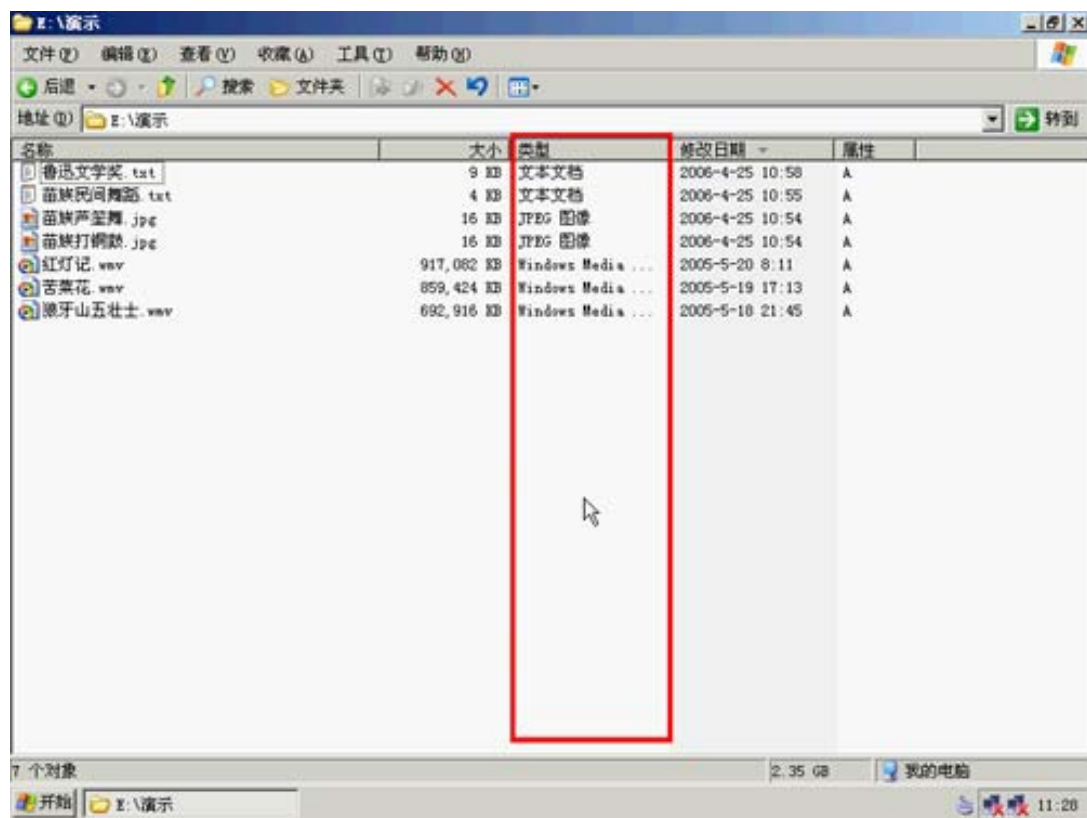 E:\演示
文件(F) 编辑(E) 查看(V) 收藏(A) 工具(T) 帮助(H)
后退 搜索 文件夹
地址(D) E:\演示 转到
名称 大小 类型 修改日期 属性
鲁迅文学奖.txt 9 KB 文本文档 2006-4-25 10:58 A
苗族民间舞蹈.txt 4 KB 文本文档 2006-4-25 10:55 A
苗族芦笙舞.jpg 16 KB JPEG 图像 2006-4-25 10:54 A
苗族打铜鼓.jpg 16 KB JPEG 图像 2006-4-25 10:54 A
红灯记.wmv 917,082 KB Windows Media ... 2005-5-20 8:11 A
苦菜花.wmv 859,424 KB Windows Media ... 2005-5-19 17:13 A
狼牙山五壮士.wmv 692,916 KB Windows Media ... 2005-5-18 21:45 A
7 个对象 2.35 GB 我的电脑
开始 E:\演示 11:28